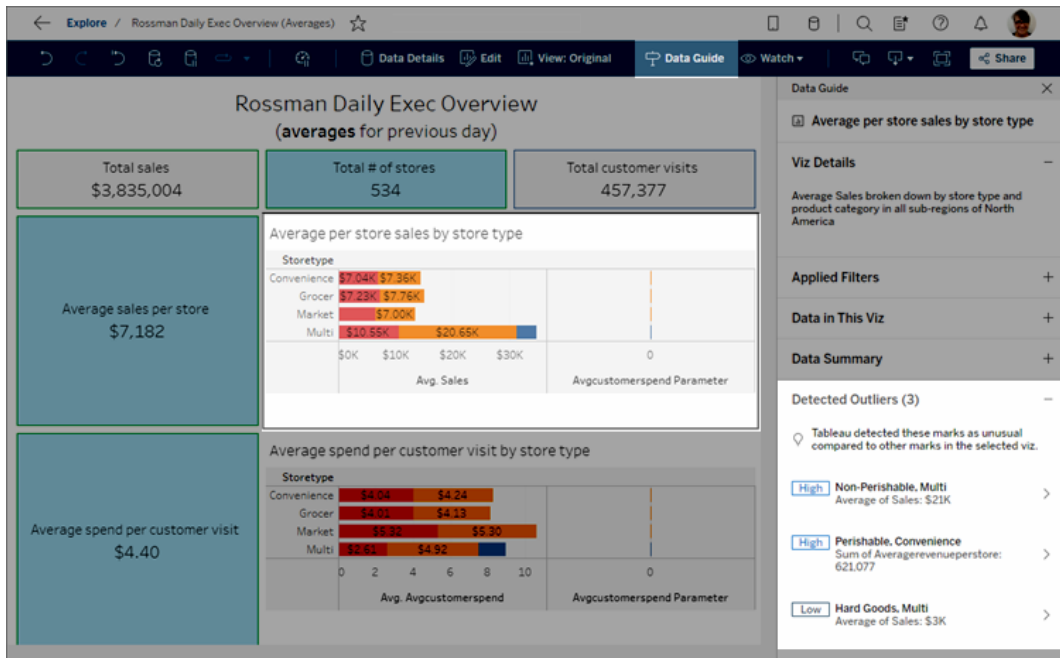 Explore / Rossman Daily Exec Overview (Averages)
Data Details Edit View: Original Data Guide Watch Share
Rossman Daily Exec Overview
(averages for previous day)
Total sales
$3,835,004
Total # of stores
534
Total customer visits
457,377
Average sales per store
$7,182
Average per store sales by store type
Storetype
Convenience $7.04K $7.36K
Grocer $7.23K $7.76K
Market $7.00K
Multi $10.55K $20.65K
$0K $10K $20K $30K 0
Avg. Sales Avgcustomerspend Parameter
Average spend per customer visit
$4.40
Average spend per customer visit by store type
Storetype
Convenience $4.04 $4.24
Grocer $4.01 $4.13
Market $5.32 $5.30
Multi $2.61 $4.92
0 2 4 6 8 10 0
Avg. Avgcustomerspend Avgcustomerspend Parameter
Data Guide
Average per store sales by store type
Viz Details
Average Sales broken down by store type and
product category in all sub-regions of North
America
Applied Filters
Data in This Viz
Data Summary
Detected Outliers (3)
Tableau detected these marks as unusual
compared to other marks in the selected viz.
High Non-Perishable, Multi
Average of Sales: $21K
High Perishable, Convenience
Sum of Averagerevenueperstore:
621,077
Low Hard Goods, Multi
Average of Sales: $3K